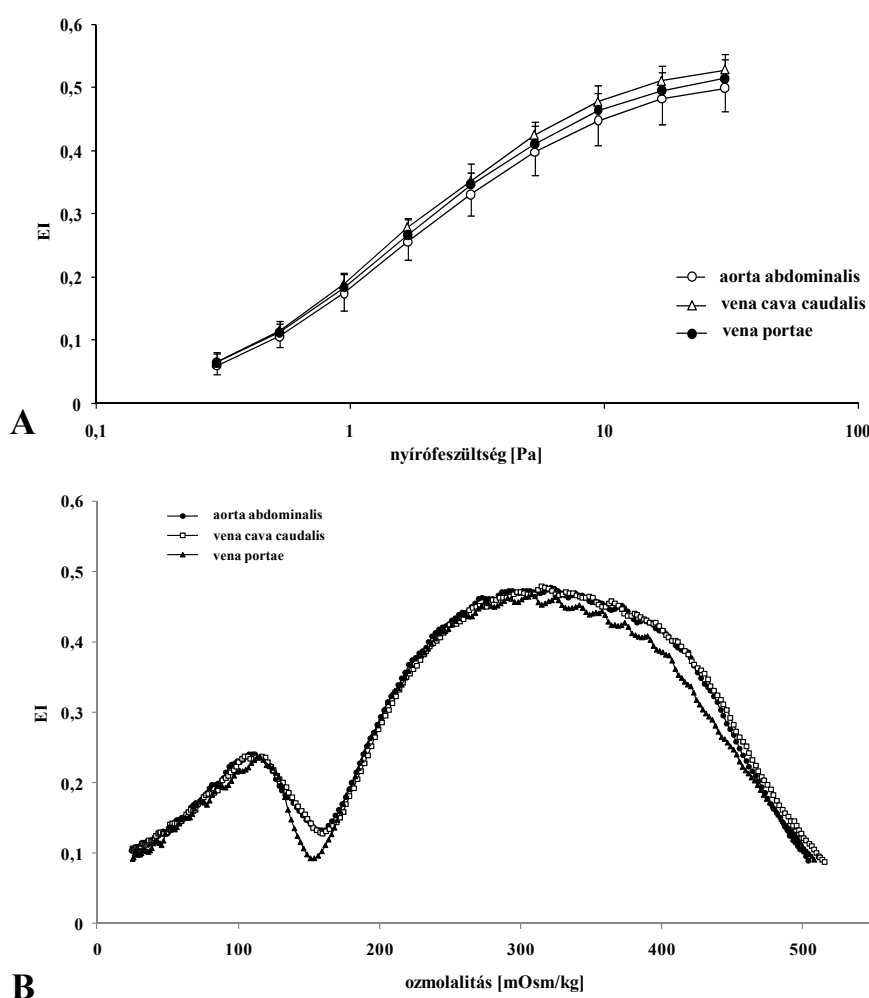 0,6
0,5
0,4
0,3
0,2
0,1
0
EI
aorta abdominalis
vena cava caudalis
vena portae
0,1 1 10 100
nyírófeszültség [Pa]
A
0,6
0,5
0,4
0,3
0,2
0,1
0
EI
aorta abdominalis
vena cava caudalis
vena portae
0 100 200 300 400 500
ozmolalitás [mOsm/kg]
B